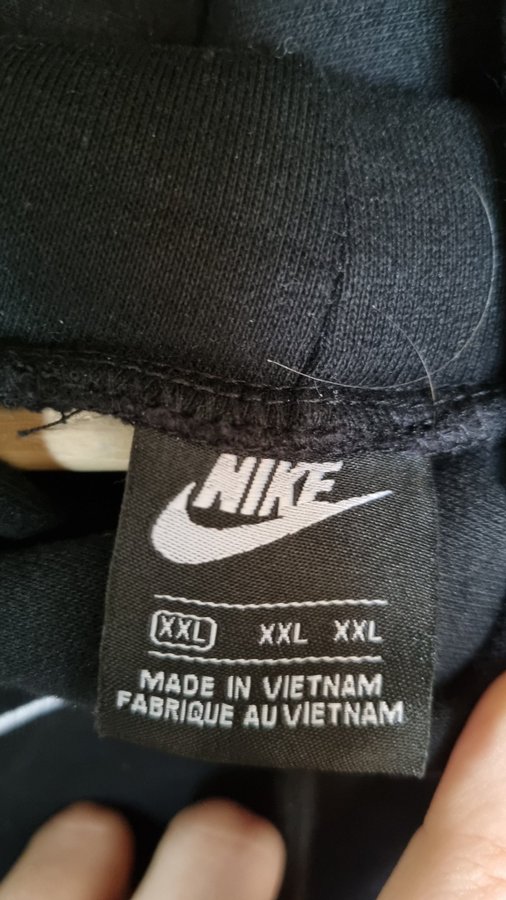 NIKE
XXL XXL XXL
MADE IN VIETNAM
FABRIQUE AU VIETNAM